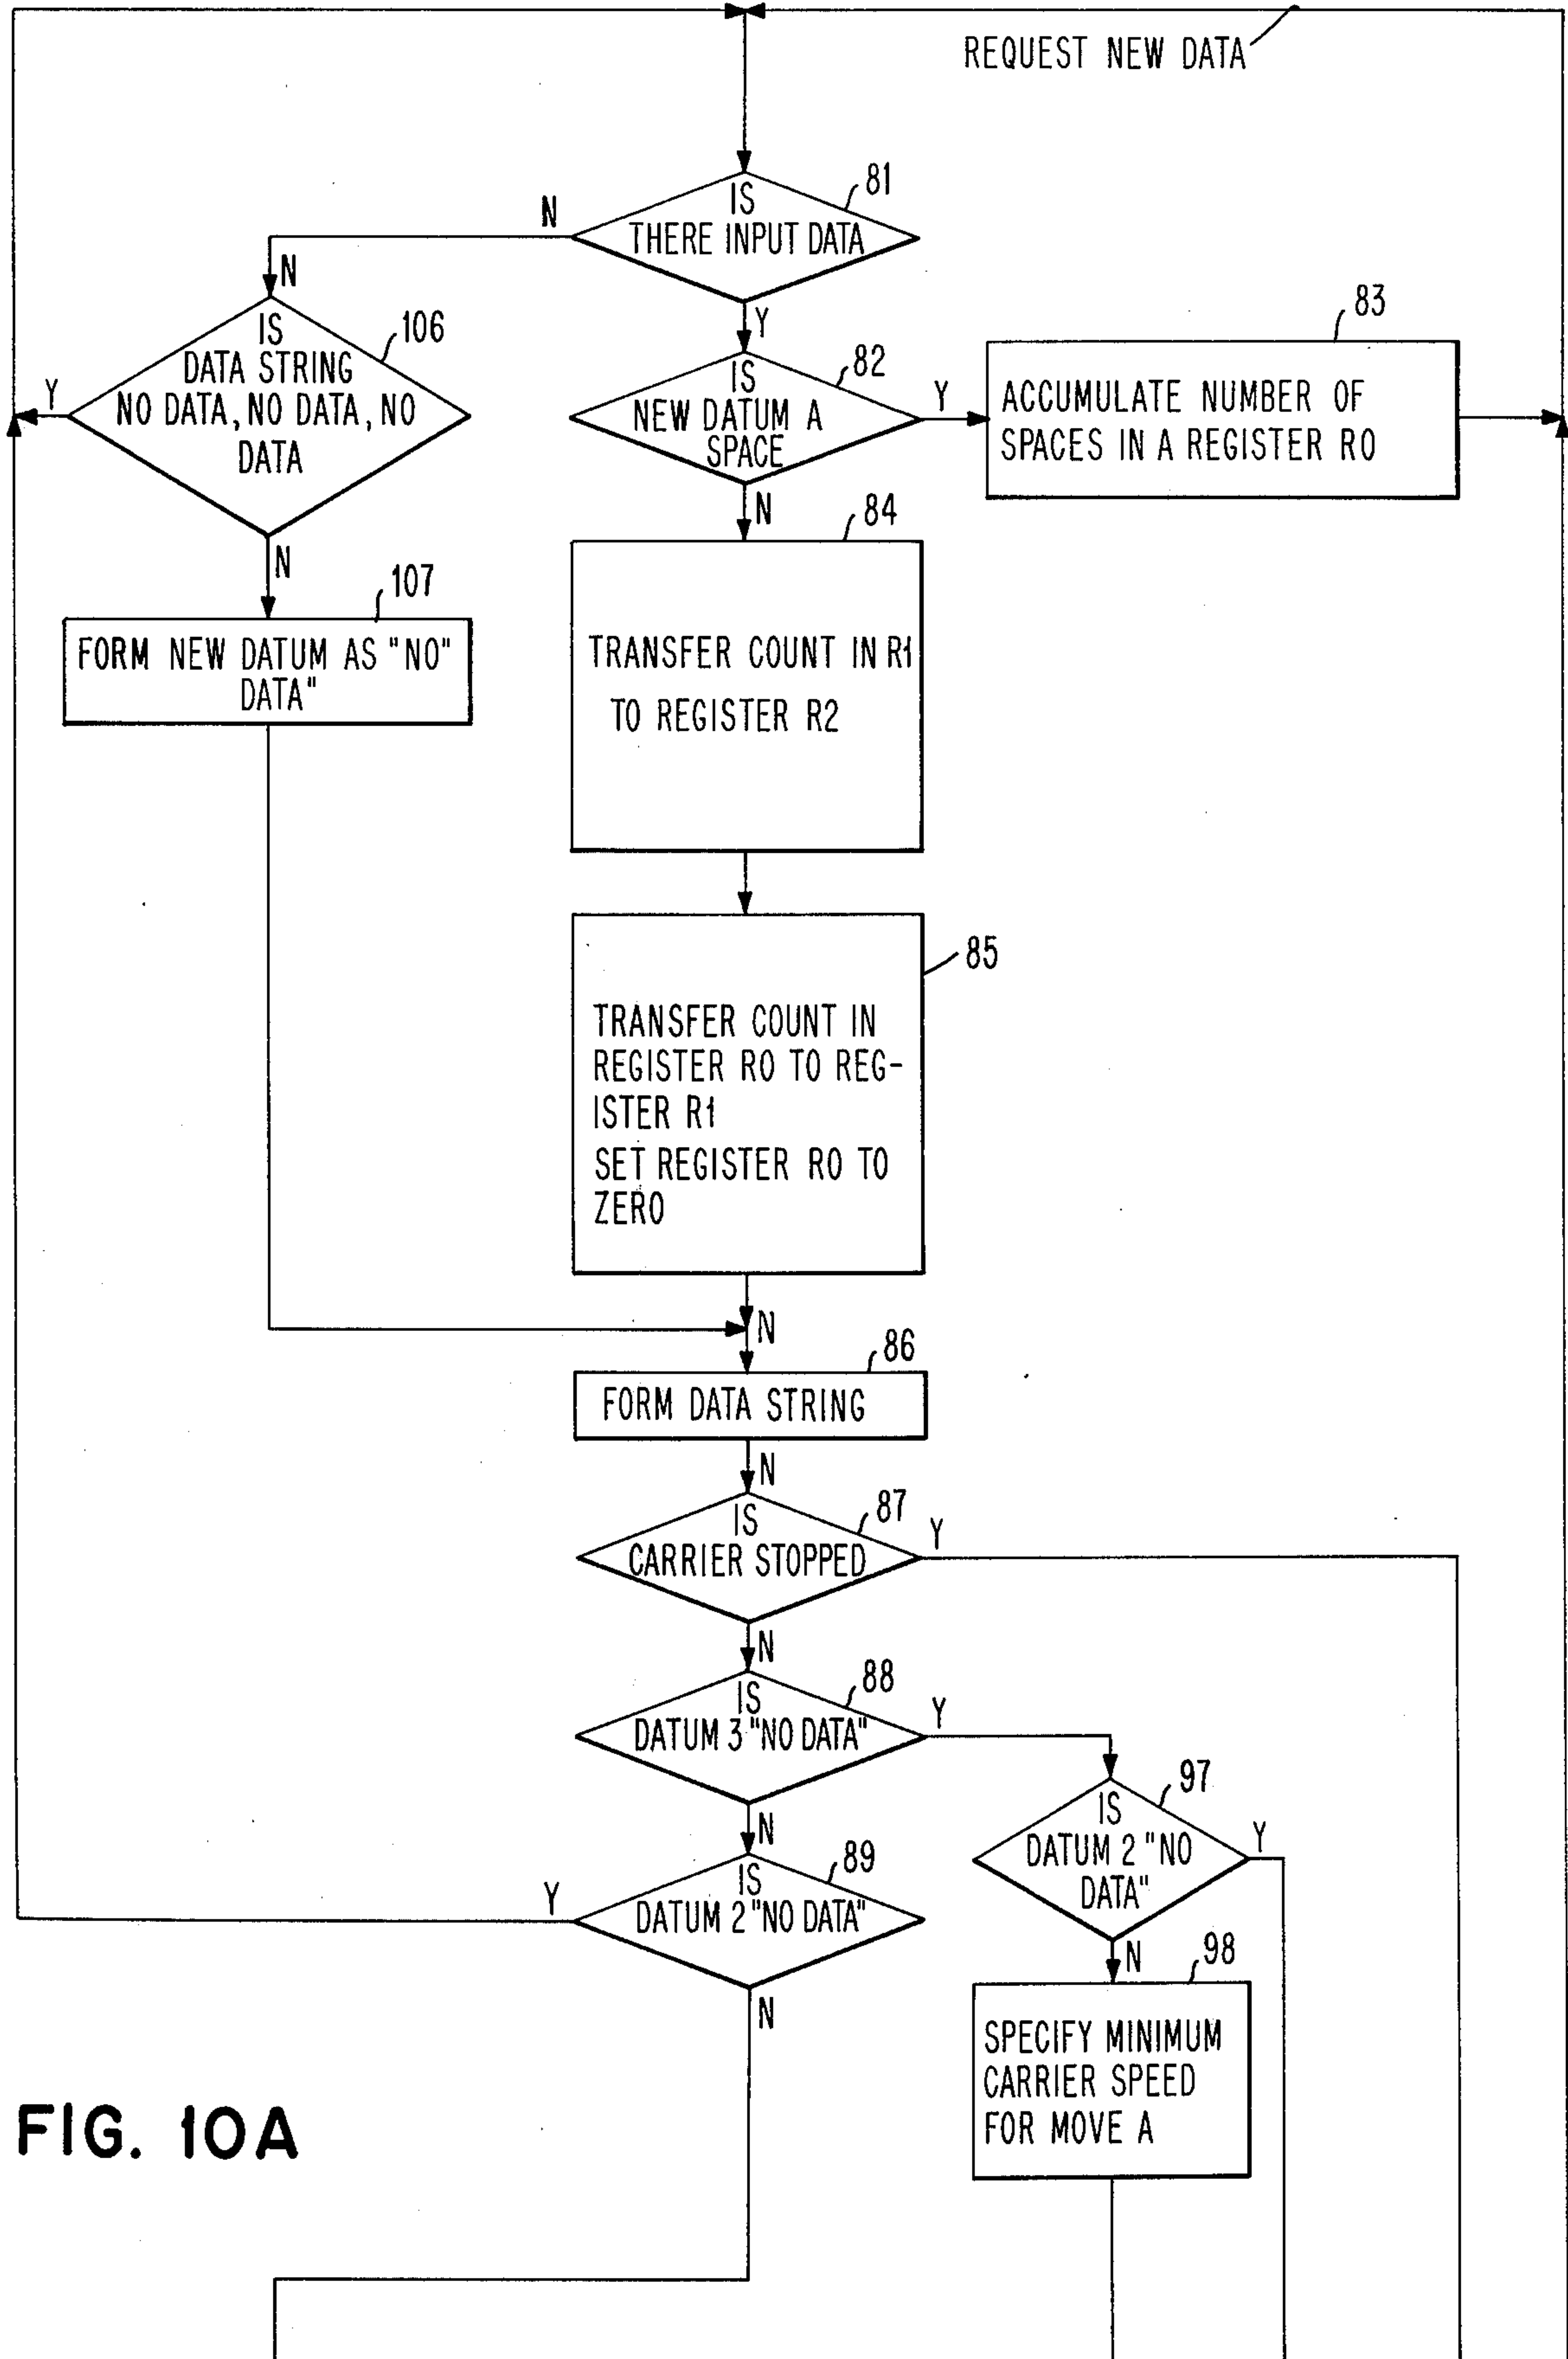 REQUEST NEW DATA
81
IS
THERE INPUT DATA
N
N
Y
106
IS
DATA STRING
NO DATA, NO DATA, NO
DATA
Y
N
82
IS
NEW DATUM A
SPACE
Y
N
83
ACCUMULATE NUMBER OF
SPACES IN A REGISTER R0
84
TRANSFER COUNT IN R1
TO REGISTER R2
107
FORM NEW DATUM AS "NO"
DATA"
85
TRANSFER COUNT IN
REGISTER R0 TO REG-
ISTER R1
SET REGISTER R0 TO
ZERO
N
86
FORM DATA STRING
N
87
IS
CARRIER STOPPED
Y
N
88
IS
DATUM 3 "NO DATA"
Y
N
97
IS
DATUM 2 "NO
DATA"
Y
N
89
IS
DATUM 2 "NO DATA"
Y
N
98
SPECIFY MINIMUM
CARRIER SPEED
FOR MOVE A
FIG. 10A